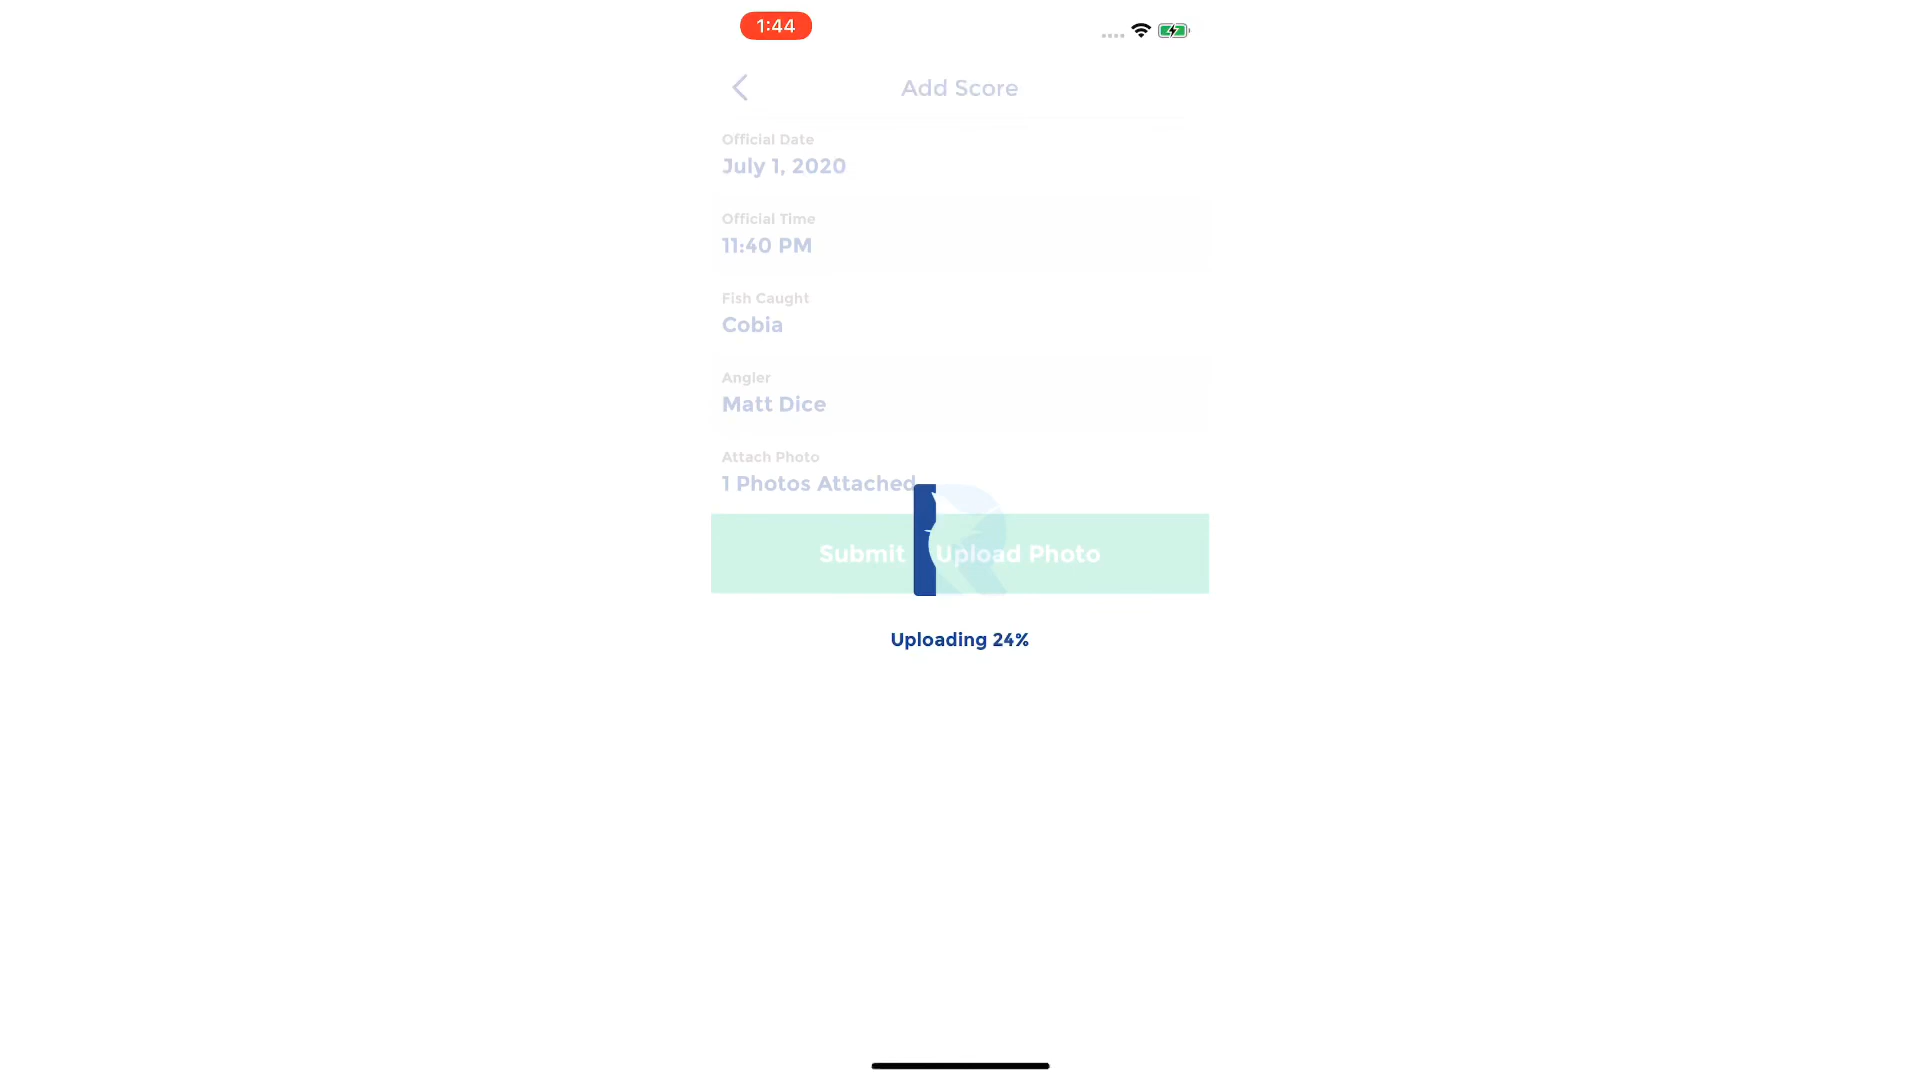 1:44
Add Score
Official Date
July 1, 2020
Official Time
11:40 PM
Fish Caught
Cobia
Angler
Matt Dice
Attach Photo
1 Photos Attached
Submit Upload Photo
Uploading 24%